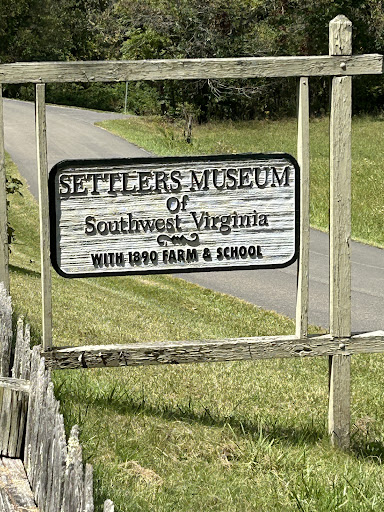 SETTLERS MUSEUM
Of
Southwest Virginia
WITH 1890 FARM & SCHOOL